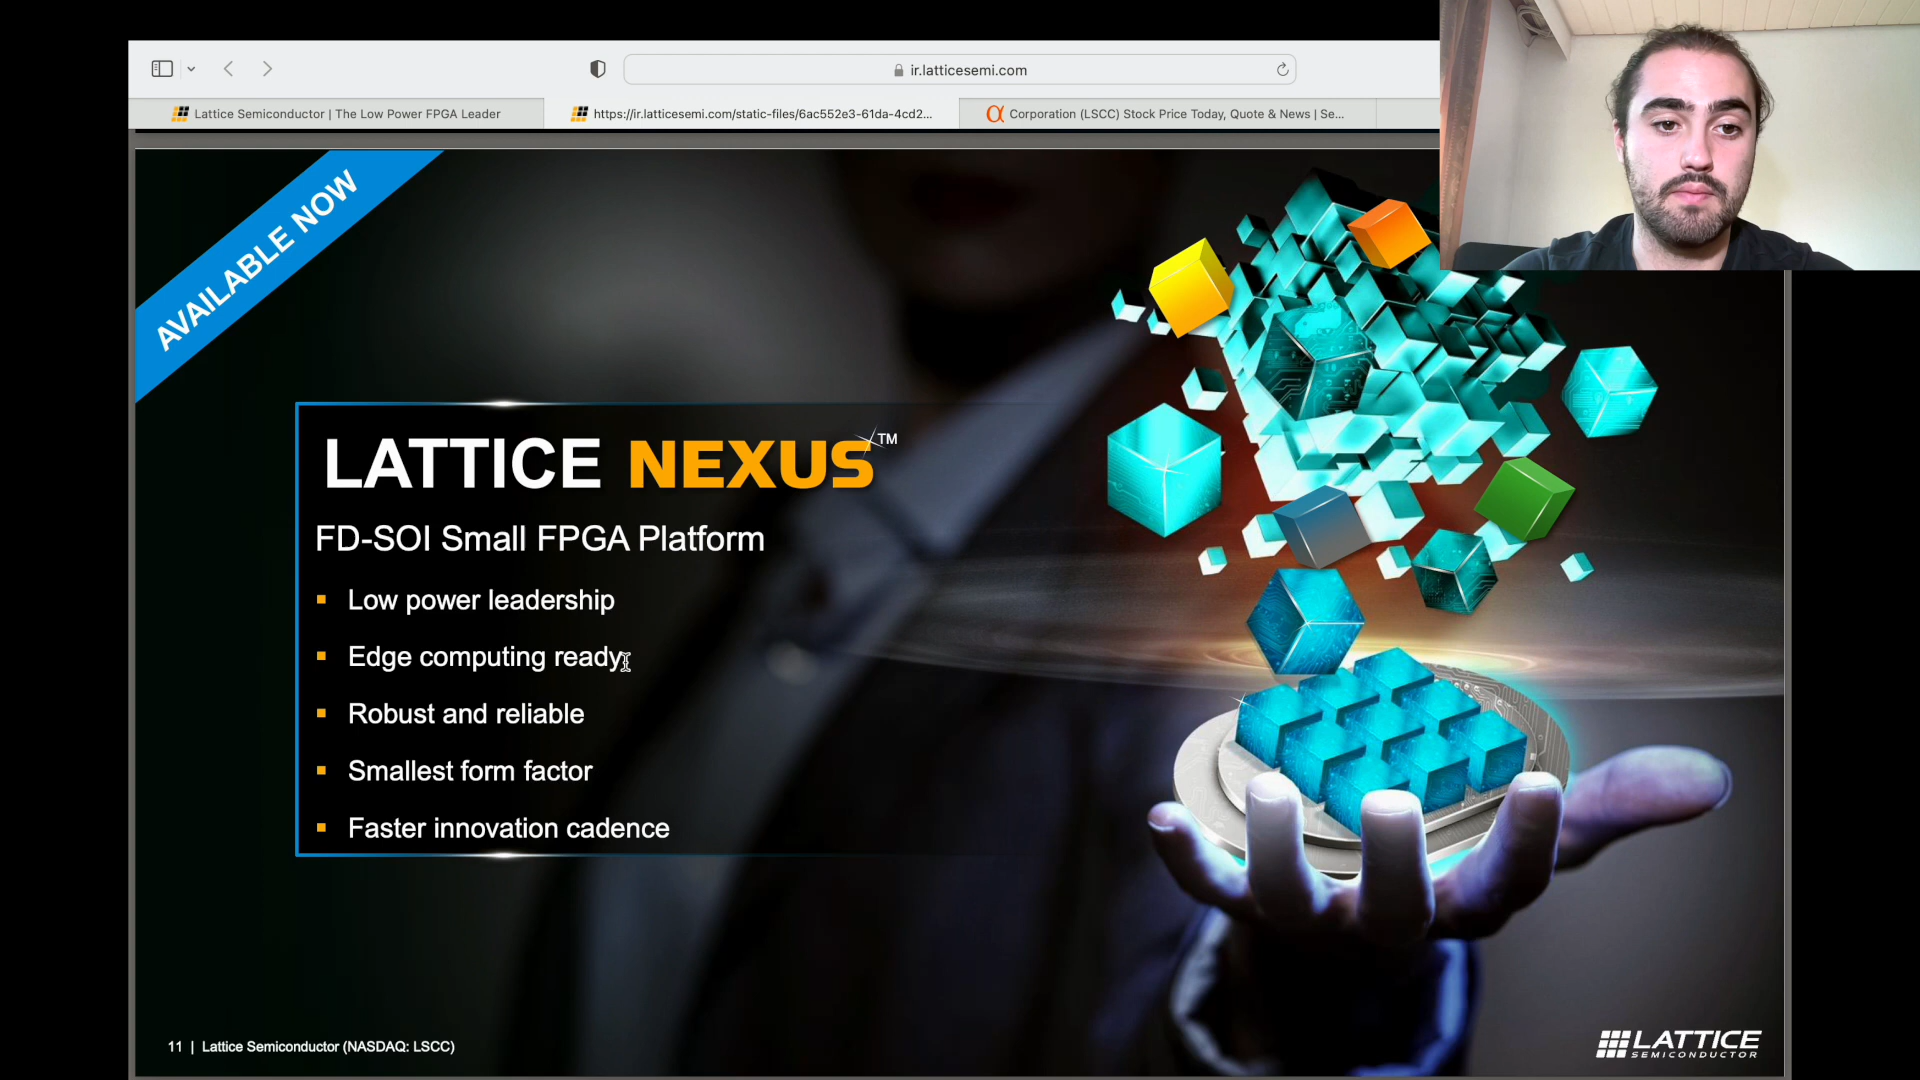 ir.latticesemi.com
Lattice Semiconductor | The Low Power FPGA Leader
https://ir.latticesemi.com/static-files/6ac552e3-61da-4cd2...
Corporation (LSCC) Stock Price Today, Quote & News | Se...
AVAILABLE NOW
LATTICE NEXUS™
FD-SOI Small FPGA Platform
▪ Low power leadership
▪ Edge computing ready
▪ Robust and reliable
▪ Smallest form factor
▪ Faster innovation cadence
11 | Lattice Semiconductor (NASDAQ: LSCC)
LATTICE
SEMICONDUCTOR